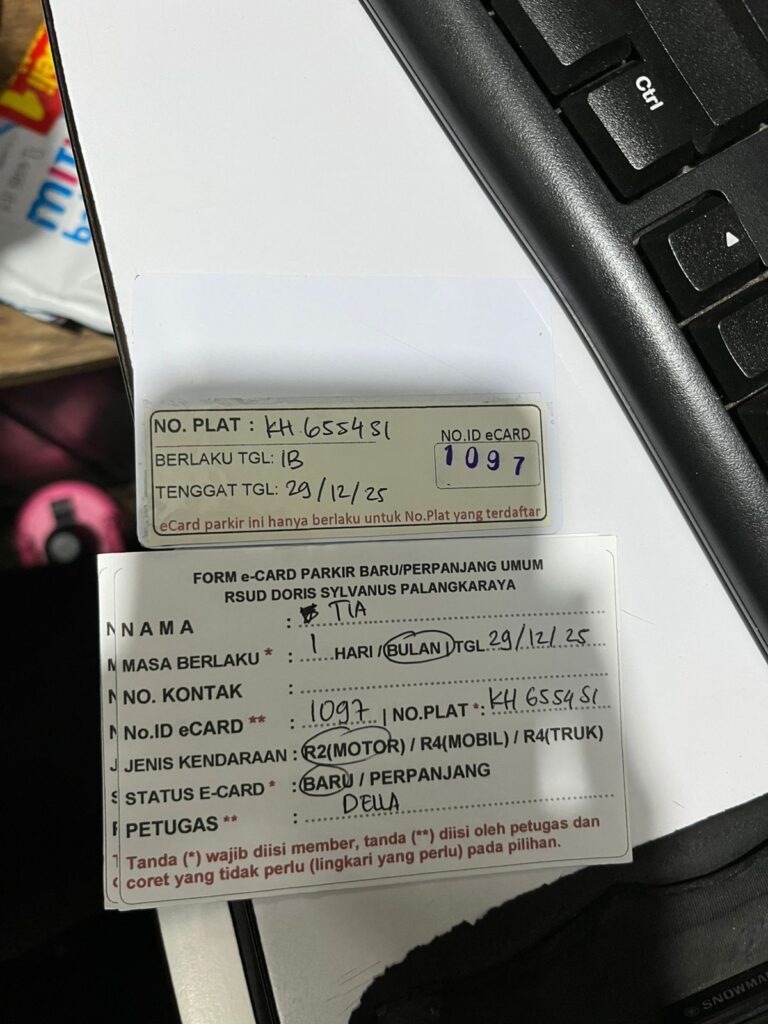 Ctrl
NO. PLAT : KH 6554 SI
BERLAKU TGL: 1B
NO.ID eCARD
1097
TENGGAT TGL: 29/12/25
eCard parkir ini hanya berlaku untuk No.Plat yang terdaftar
FORM e-CARD PARKIR BARU/PERPANJANG UMUM
RSUD DORIS SYLVANUS PALANGKARAYA
NAMA : TIA
MASA BERLAKU * : 1 HARI / BULAN | TGL 29/12/25
NO. KONTAK :
No.ID eCARD ** : 1097 | NO.PLAT *: KH 6554 SI
JENIS KENDARAAN : R2(MOTOR) / R4(MOBIL) / R4(TRUK)
STATUS E-CARD * : BARU / PERPANJANG
PETUGAS ** : DELLA
Tanda (*) wajib diisi member, tanda (**) diisi oleh petugas dan
coret yang tidak perlu (lingkari yang perlu) pada pilihan.